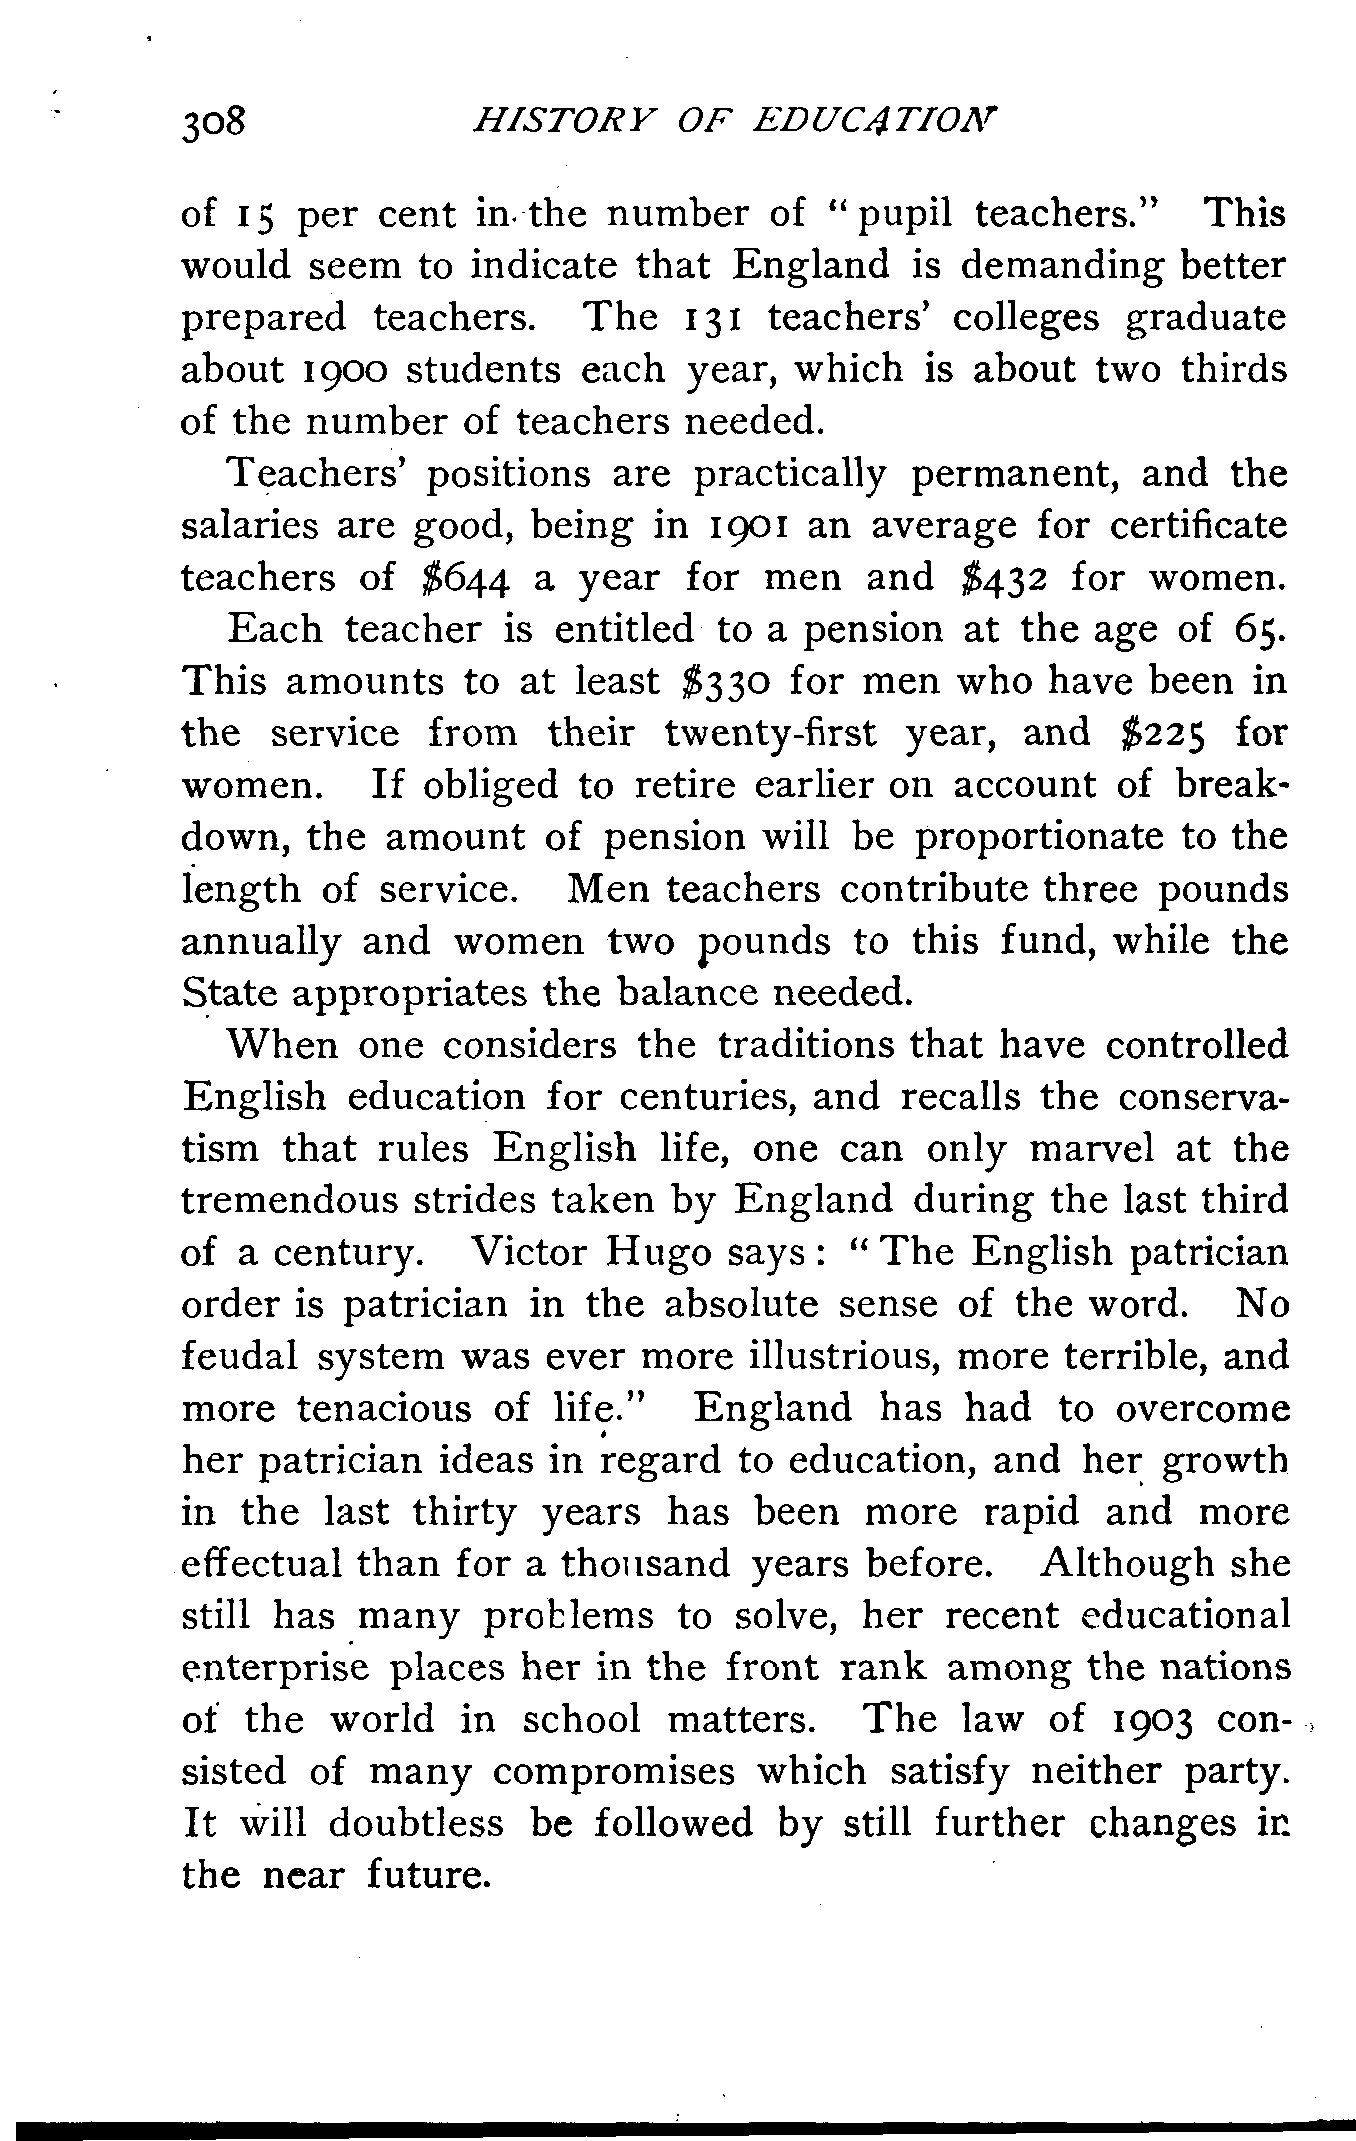 308 HISTORY OF EDUCATION
of 15 per cent in the number of “pupil teachers.” This
would seem to indicate that England is demanding better
prepared teachers. The 131 teachers’ colleges graduate
about 1900 students each year, which is about two thirds
of the number of teachers needed.
Teachers’ positions are practically permanent, and the
salaries are good, being in 1901 an average for certificate
teachers of $644 a year for men and $432 for women.
Each teacher is entitled to a pension at the age of 65.
This amounts to at least $330 for men who have been in
the service from their twenty-first year, and $225 for
women. If obliged to retire earlier on account of break-
down, the amount of pension will be proportionate to the
length of service. Men teachers contribute three pounds
annually and women two pounds to this fund, while the
State appropriates the balance needed.
When one considers the traditions that have controlled
English education for centuries, and recalls the conserva-
tism that rules English life, one can only marvel at the
tremendous strides taken by England during the last third
of a century. Victor Hugo says: “The English patrician
order is patrician in the absolute sense of the word. No
feudal system was ever more illustrious, more terrible, and
more tenacious of life.” England has had to overcome
her patrician ideas in regard to education, and her growth
in the last thirty years has been more rapid and more
effectual than for a thousand years before. Although she
still has many problems to solve, her recent educational
enterprise places her in the front rank among the nations
of the world in school matters. The law of 1903 con-
sisted of many compromises which satisfy neither party.
It will doubtless be followed by still further changes in
the near future.